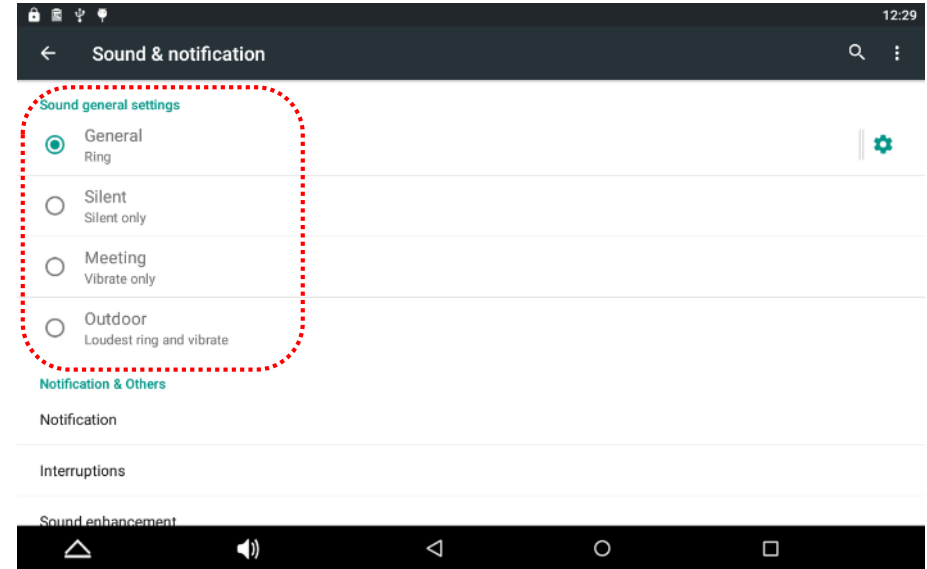 12:29
Sound & notification
Sound general settings
General
Ring
Silent
Silent only
Meeting
Vibrate only
Outdoor
Loudest ring and vibrate
Notification & Others
Notification
Interruptions
Sound enhancement